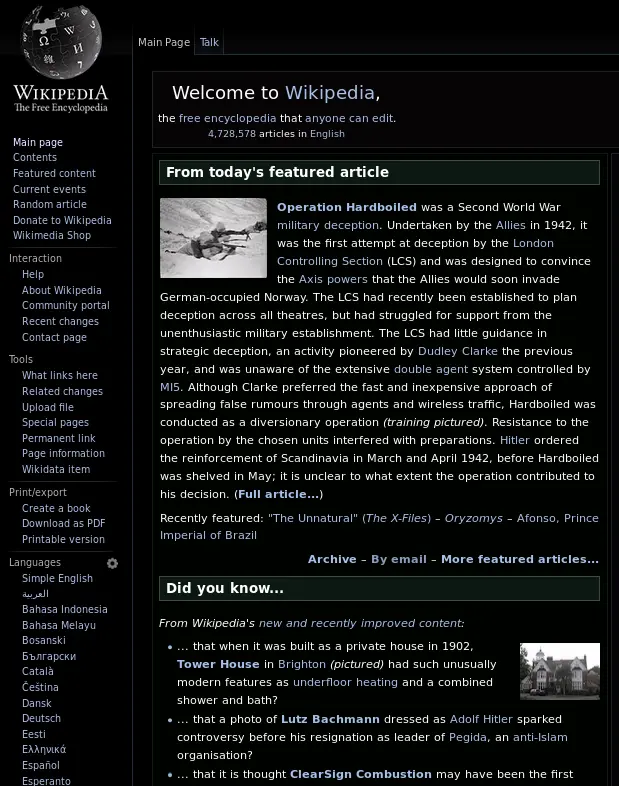 WIKIPEDIA
The Free Encyclopedia
Main page
Contents
Featured content
Current events
Random article
Donate to Wikipedia
Wikimedia Shop
Interaction
Help
About Wikipedia
Community portal
Recent changes
Contact page
Tools
What links here
Related changes
Upload file
Special pages
Permanent link
Page information
Wikidata item
Print/export
Create a book
Download as PDF
Printable version
Languages
Simple English
العربية
Bahasa Indonesia
Bahasa Melayu
Bosanski
Български
Català
Čeština
Dansk
Deutsch
Eesti
Ελληνικά
Español
Esperanto
Main Page Talk
Welcome to Wikipedia,
the free encyclopedia that anyone can edit.
4,728,578 articles in English
From today's featured article
Operation Hardboiled was a Second World War
military deception. Undertaken by the Allies in 1942, it
was the first attempt at deception by the London
Controlling Section (LCS) and was designed to convince
the Axis powers that the Allies would soon invade
German-occupied Norway. The LCS had recently been established to plan
deception across all theatres, but had struggled for support from the
unenthusiastic military establishment. The LCS had little guidance in
strategic deception, an activity pioneered by Dudley Clarke the previous
year, and was unaware of the extensive double agent system controlled by
MI5. Although Clarke preferred the fast and inexpensive approach of
spreading false rumours through agents and wireless traffic, Hardboiled was
conducted as a diversionary operation (training pictured). Resistance to the
operation by the chosen units interfered with preparations. Hitler ordered
the reinforcement of Scandinavia in March and April 1942, before Hardboiled
was shelved in May; it is unclear to what extent the operation contributed to
his decision. (Full article...)
Recently featured: "The Unnatural" (The X-Files) – Oryzomys – Afonso, Prince
Imperial of Brazil
Archive – By email – More featured articles...
Did you know...
From Wikipedia's new and recently improved content:
• ... that when it was built as a private house in 1902,
Tower House in Brighton (pictured) had such unusually
modern features as underfloor heating and a combined
shower and bath?
• ... that a photo of Lutz Bachmann dressed as Adolf Hitler sparked
controversy before his resignation as leader of Pegida, an anti-Islam
organisation?
• ... that it is thought ClearSign Combustion may have been the first